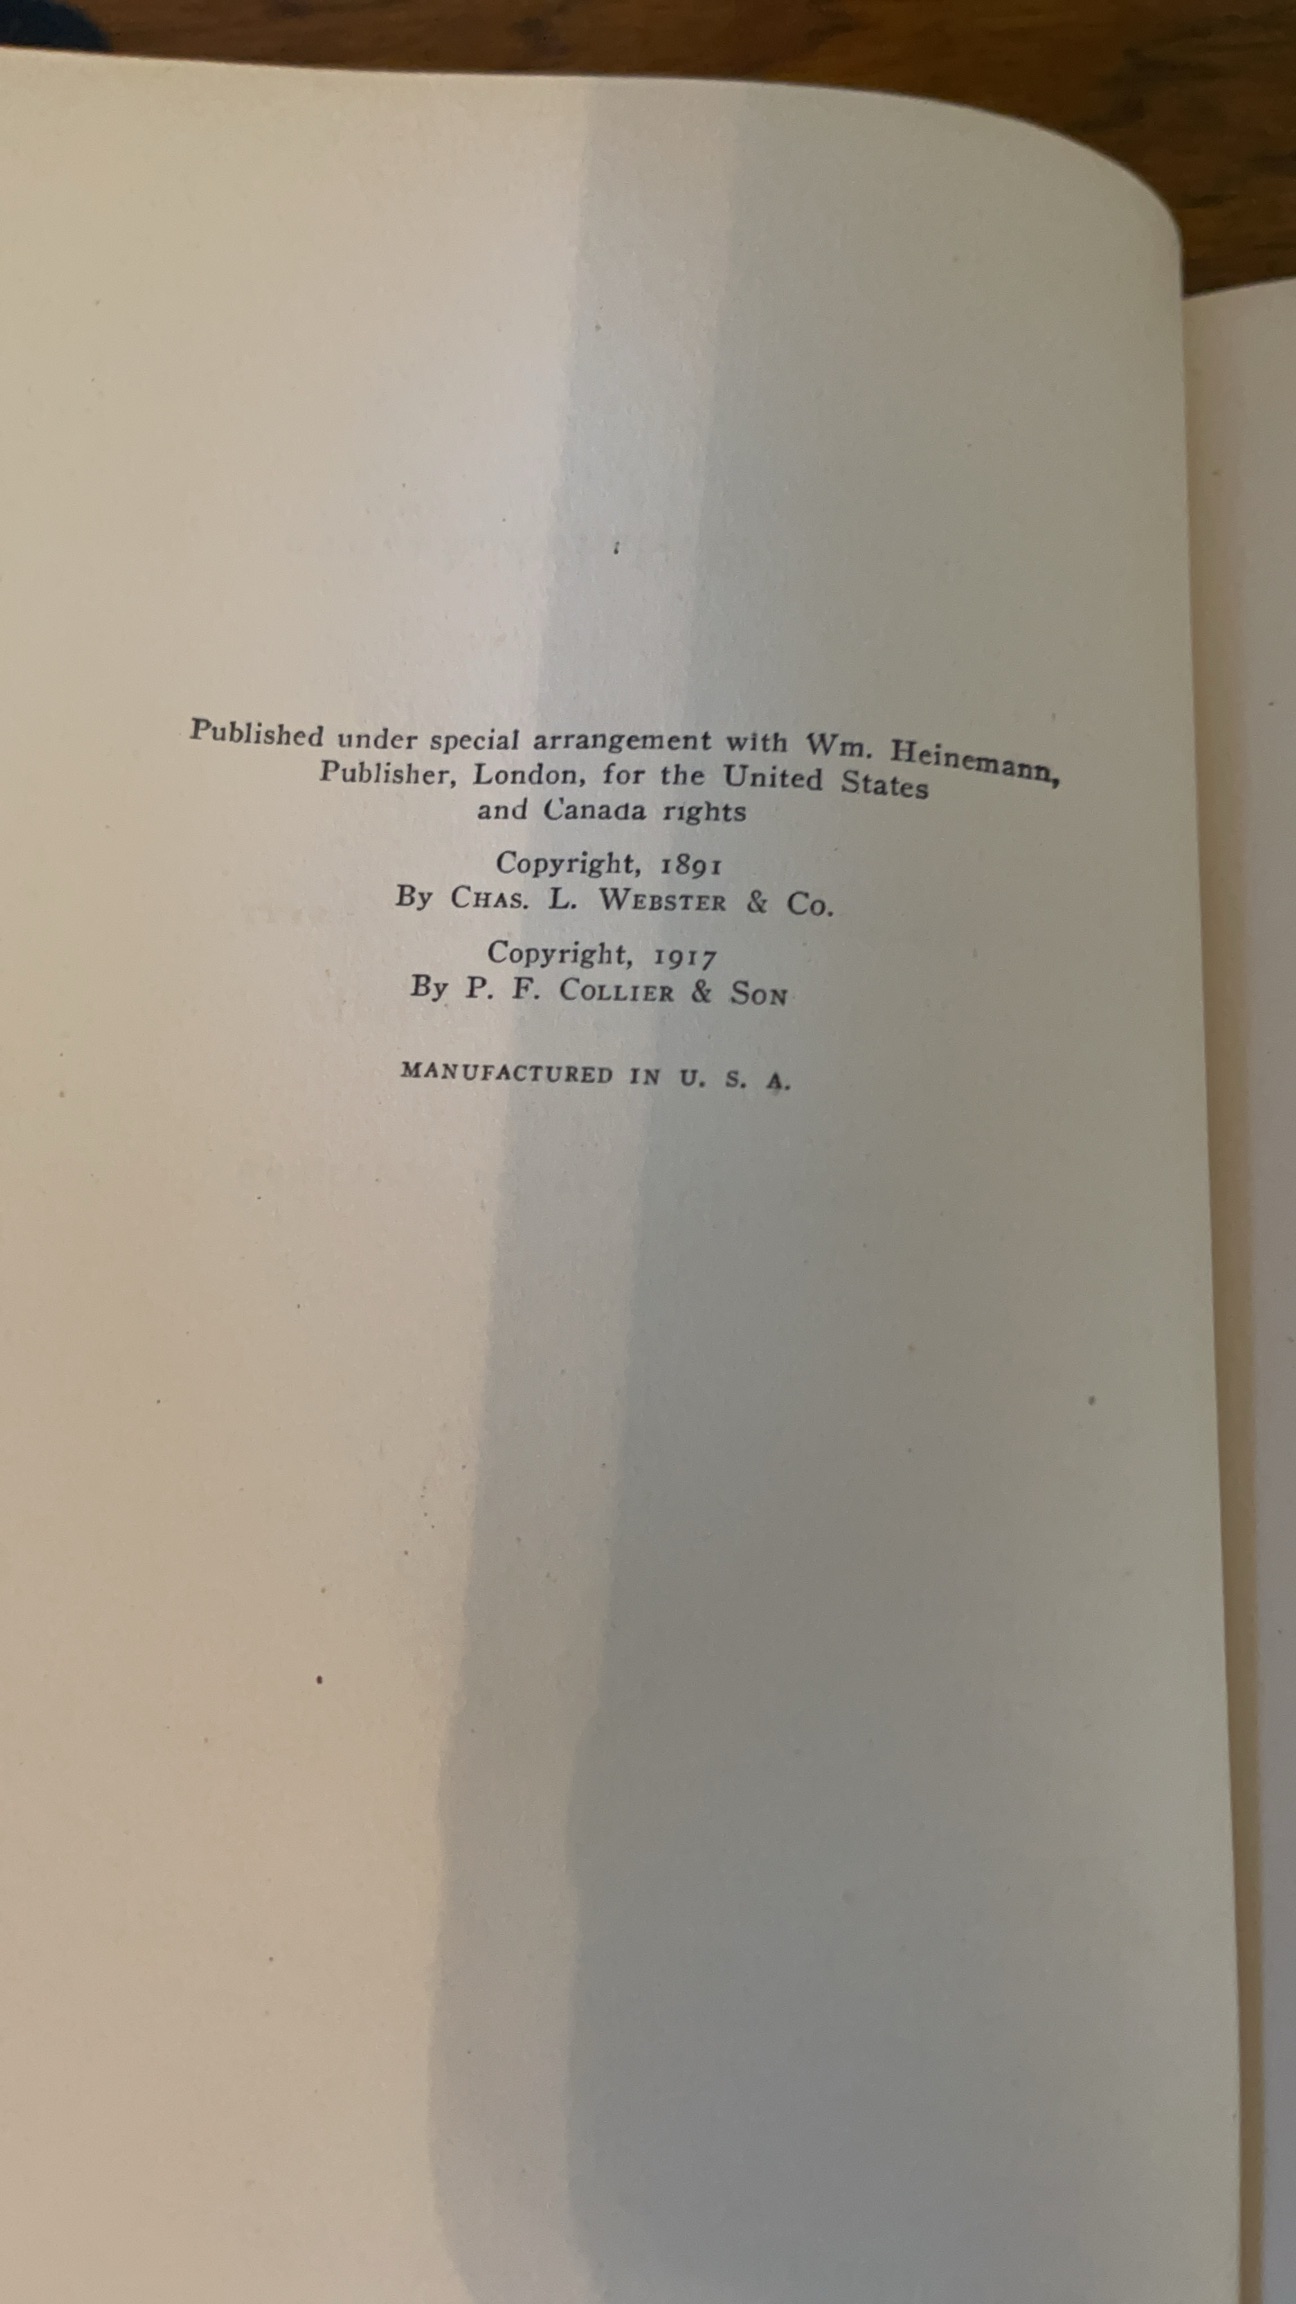 Published under special arrangement with Wm. Heinemann,
Publisher, London, for the United States
and Canada rights
Copyright, 1891
By CHAS. L. WEBSTER & Co.
Copyright, 1917
By P. F. COLLIER & SON
MANUFACTURED IN U. S. A.